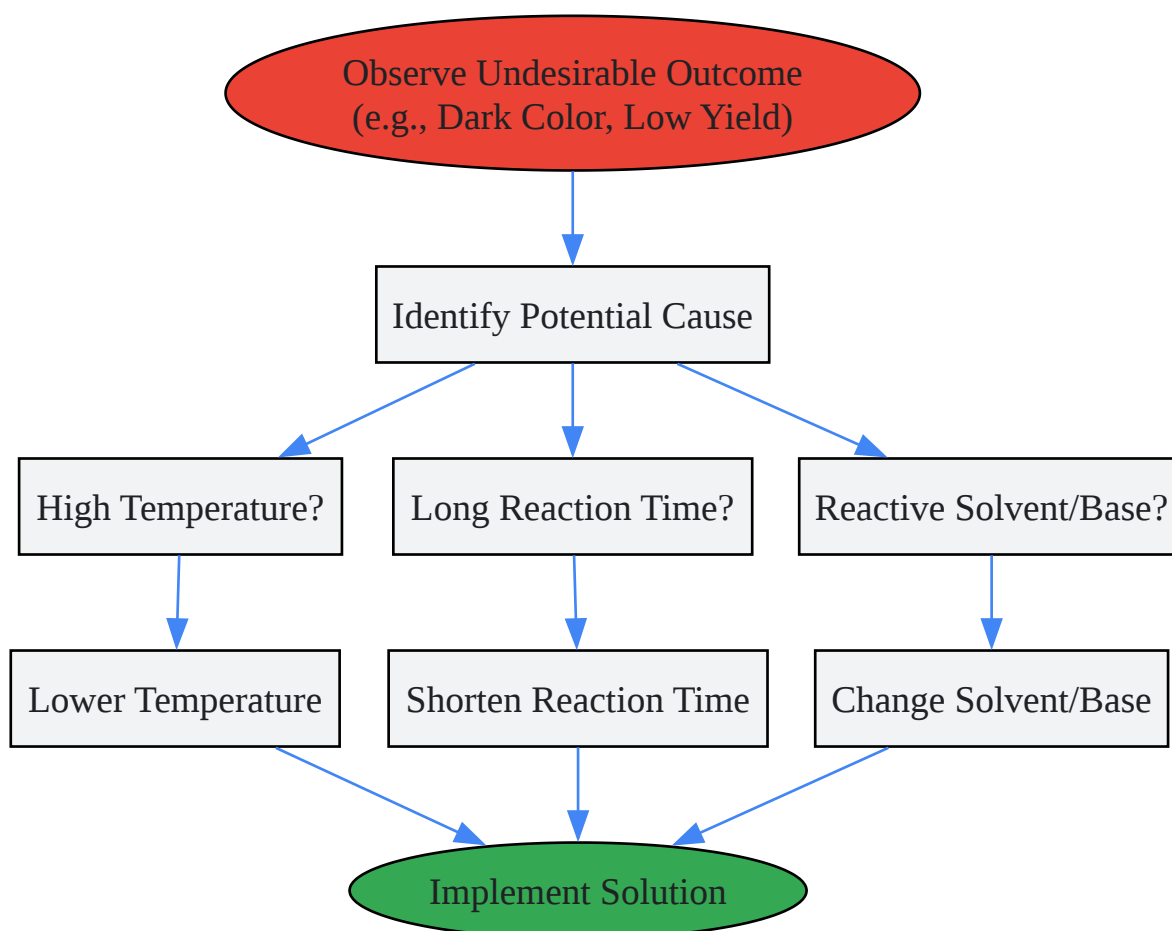 Observe Undesirable Outcome
(e.g., Dark Color, Low Yield)
Identify Potential Cause
High Temperature?
Long Reaction Time?
Reactive Solvent/Base?
Lower Temperature
Shorten Reaction Time
Change Solvent/Base
Implement Solution